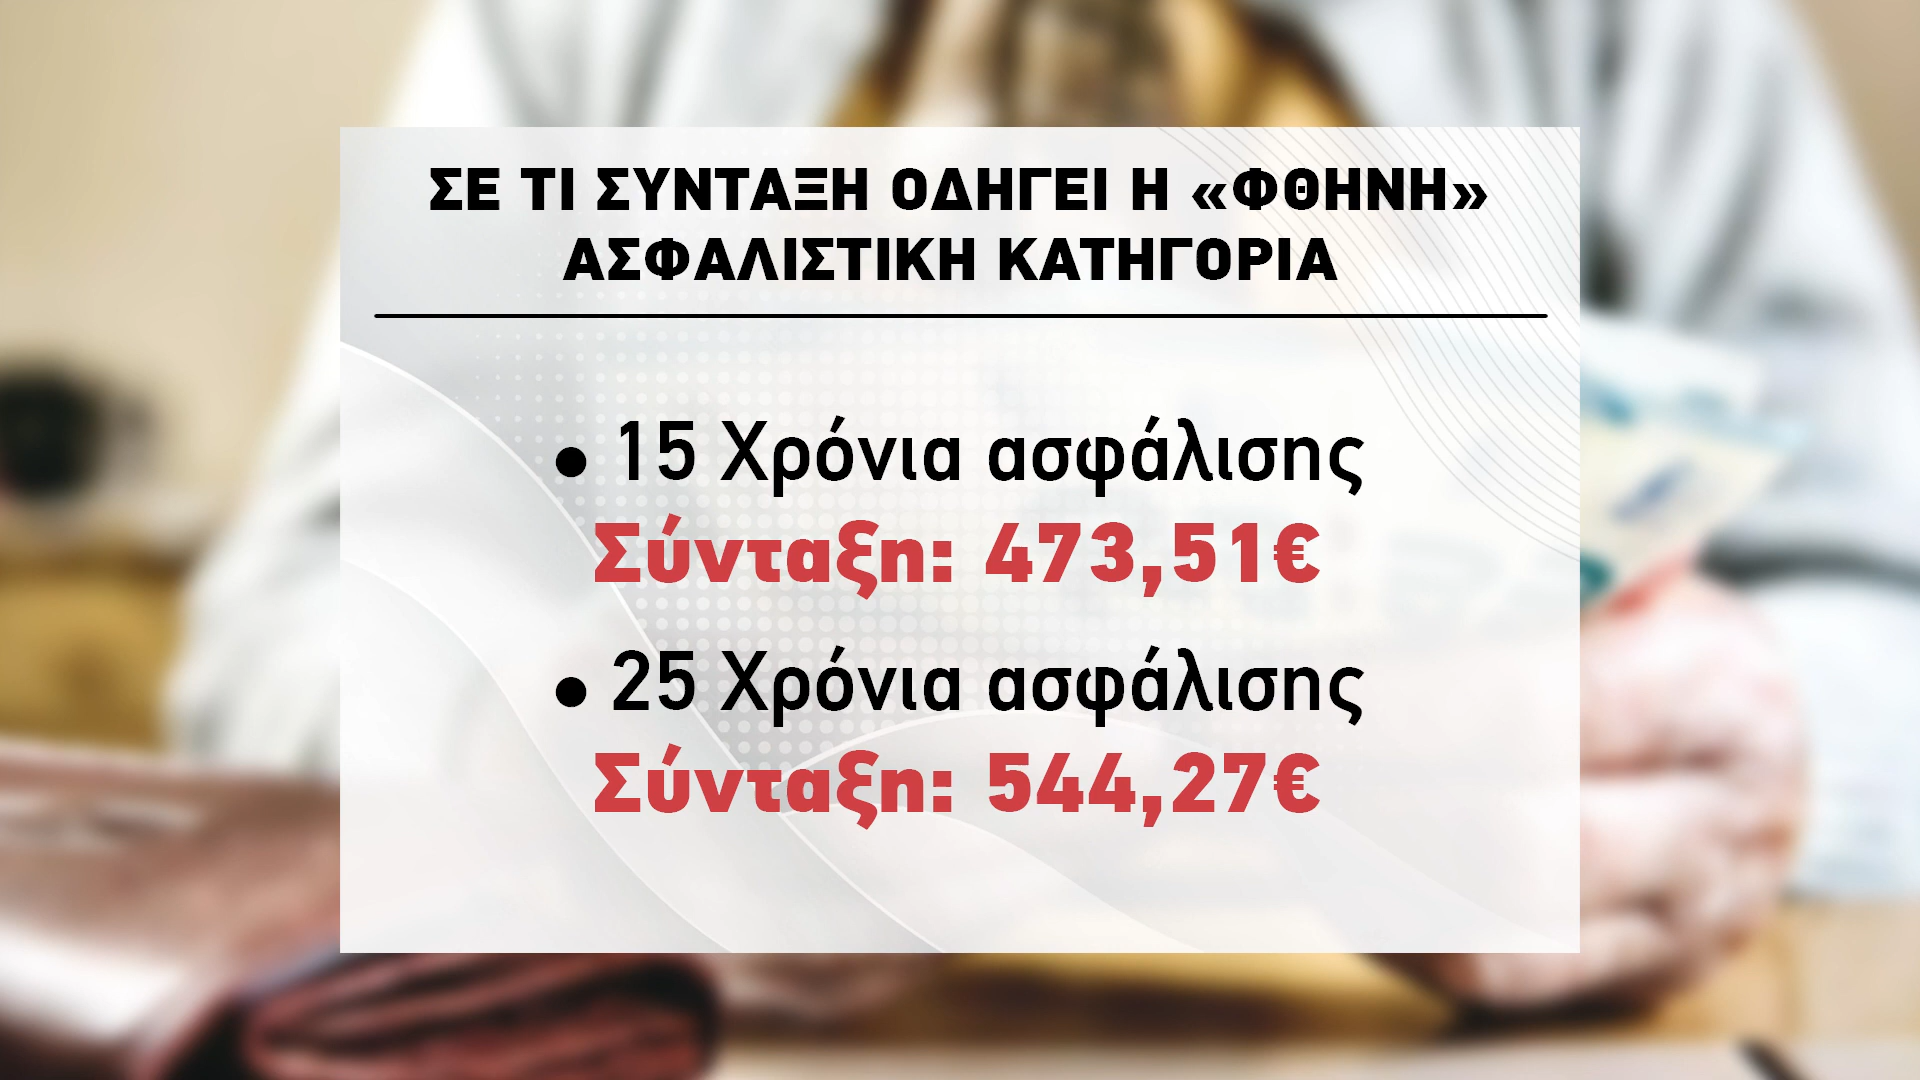 ΣΕ ΤΙ ΣΥΝΤΑΞΗ ΟΔΗΓΕΙ Η «ΦΘΗΝΗ»
ΑΣΦΑΛΙΣΤΙΚΗ ΚΑΤΗΓΟΡΙΑ
• 15 Χρόνια ασφάλισης
Σύνταξη: 473,51€
• 25 Χρόνια ασφάλισης
Σύνταξη: 544,27€